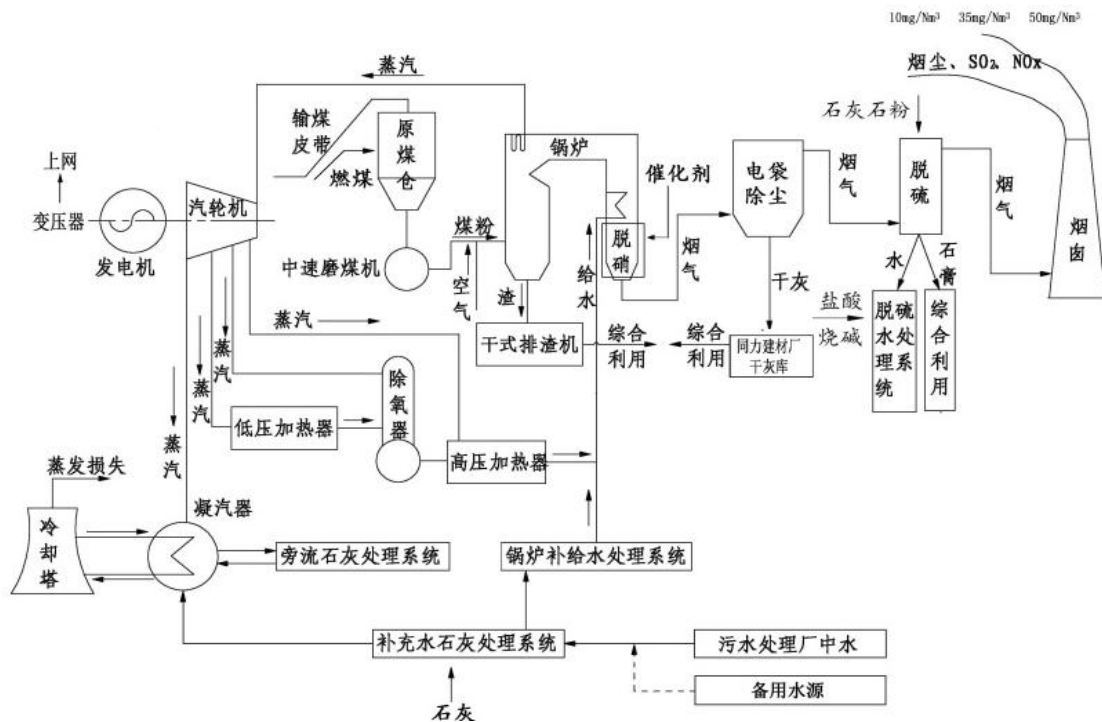 10mg/Nm³ 35mg/Nm³ 50mg/Nm³
烟尘、SO₂、NOx
蒸汽
石灰石粉
输煤
皮带
原
煤
仓
锅炉
燃煤
催化剂
电袋
除尘
烟
气
脱
硫
烟
气
烟
囱
上网
变压器
汽轮机
发电机
煤粉
中速磨煤机
空
气
给
水
脱
硝
烟
气
渣
干灰
水
石
膏
盐酸
烧碱
脱硫
水处
理系
统
综
合
利
用
蒸汽
干式排渣机
综合
利用
综合
利用
同力建材厂
干灰库
蒸
汽
蒸
汽
蒸
汽
除
氧
器
低压加热器
高压加热器
蒸发损失
凝汽器
冷
却
塔
旁流石灰处理系统
锅炉补给水处理系统
补充水石灰处理系统
污水处理厂中水
备用水源
石灰